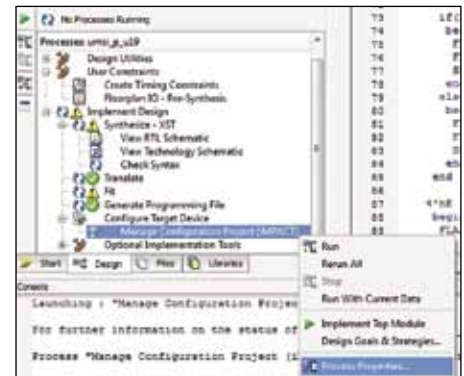 No Processes Running
Processes:
Design Utilities
User Constraints
Create Timing Constraints
Floorplan IO - Pre-Synthesis
Implement Design
Synthesize - XST
View RTL Schematic
View Technology Schematic
Check Syntax
Translate
Fit
Generate Programming File
Configure Target Device
Manage Configuration Project (iMPACT)
Optional Implementation Tools
Start
Design
Files
Libraries
Console
Launching : "Manage Configuration Projec
For further information on the status of
Process "Manage Configuration Project (i
73
74
75
76
77
78
79
80
81
82
83
84
85
86
87
88
89
be
en
else
be
en
end
begi
Run
Rerun All
Stop
Run With Current Data
Implement Top Module
Design Goals & Strategies...
Process Properties...